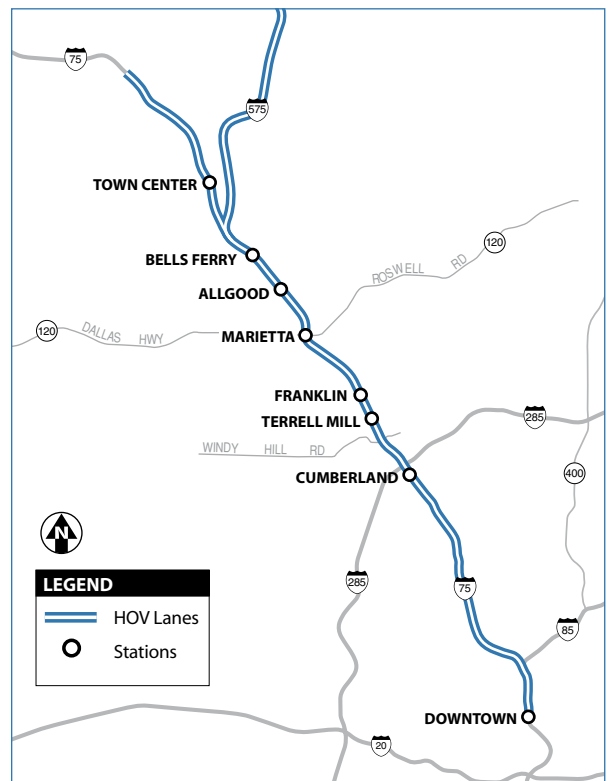 75
575
TOWN CENTER
120
BELLS FERRY
ROSWELL RD
ALLGOOD
120
DALLAS HWY
MARIETTA
FRANKLIN
285
TERRELL MILL
WINDY HILL RD
400
CUMBERLAND
N
LEGEND
HOV Lanes
Stations
285
75
85
DOWNTOWN
20